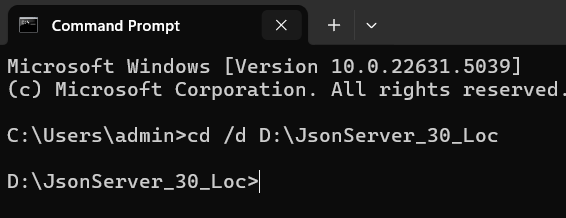 Command Prompt
Microsoft Windows [Version 10.0.22631.5039]
(c) Microsoft Corporation. All rights reserved.
C:\Users\admin>cd /d D:\JsonServer_30_Loc
D:\JsonServer_30_Loc>